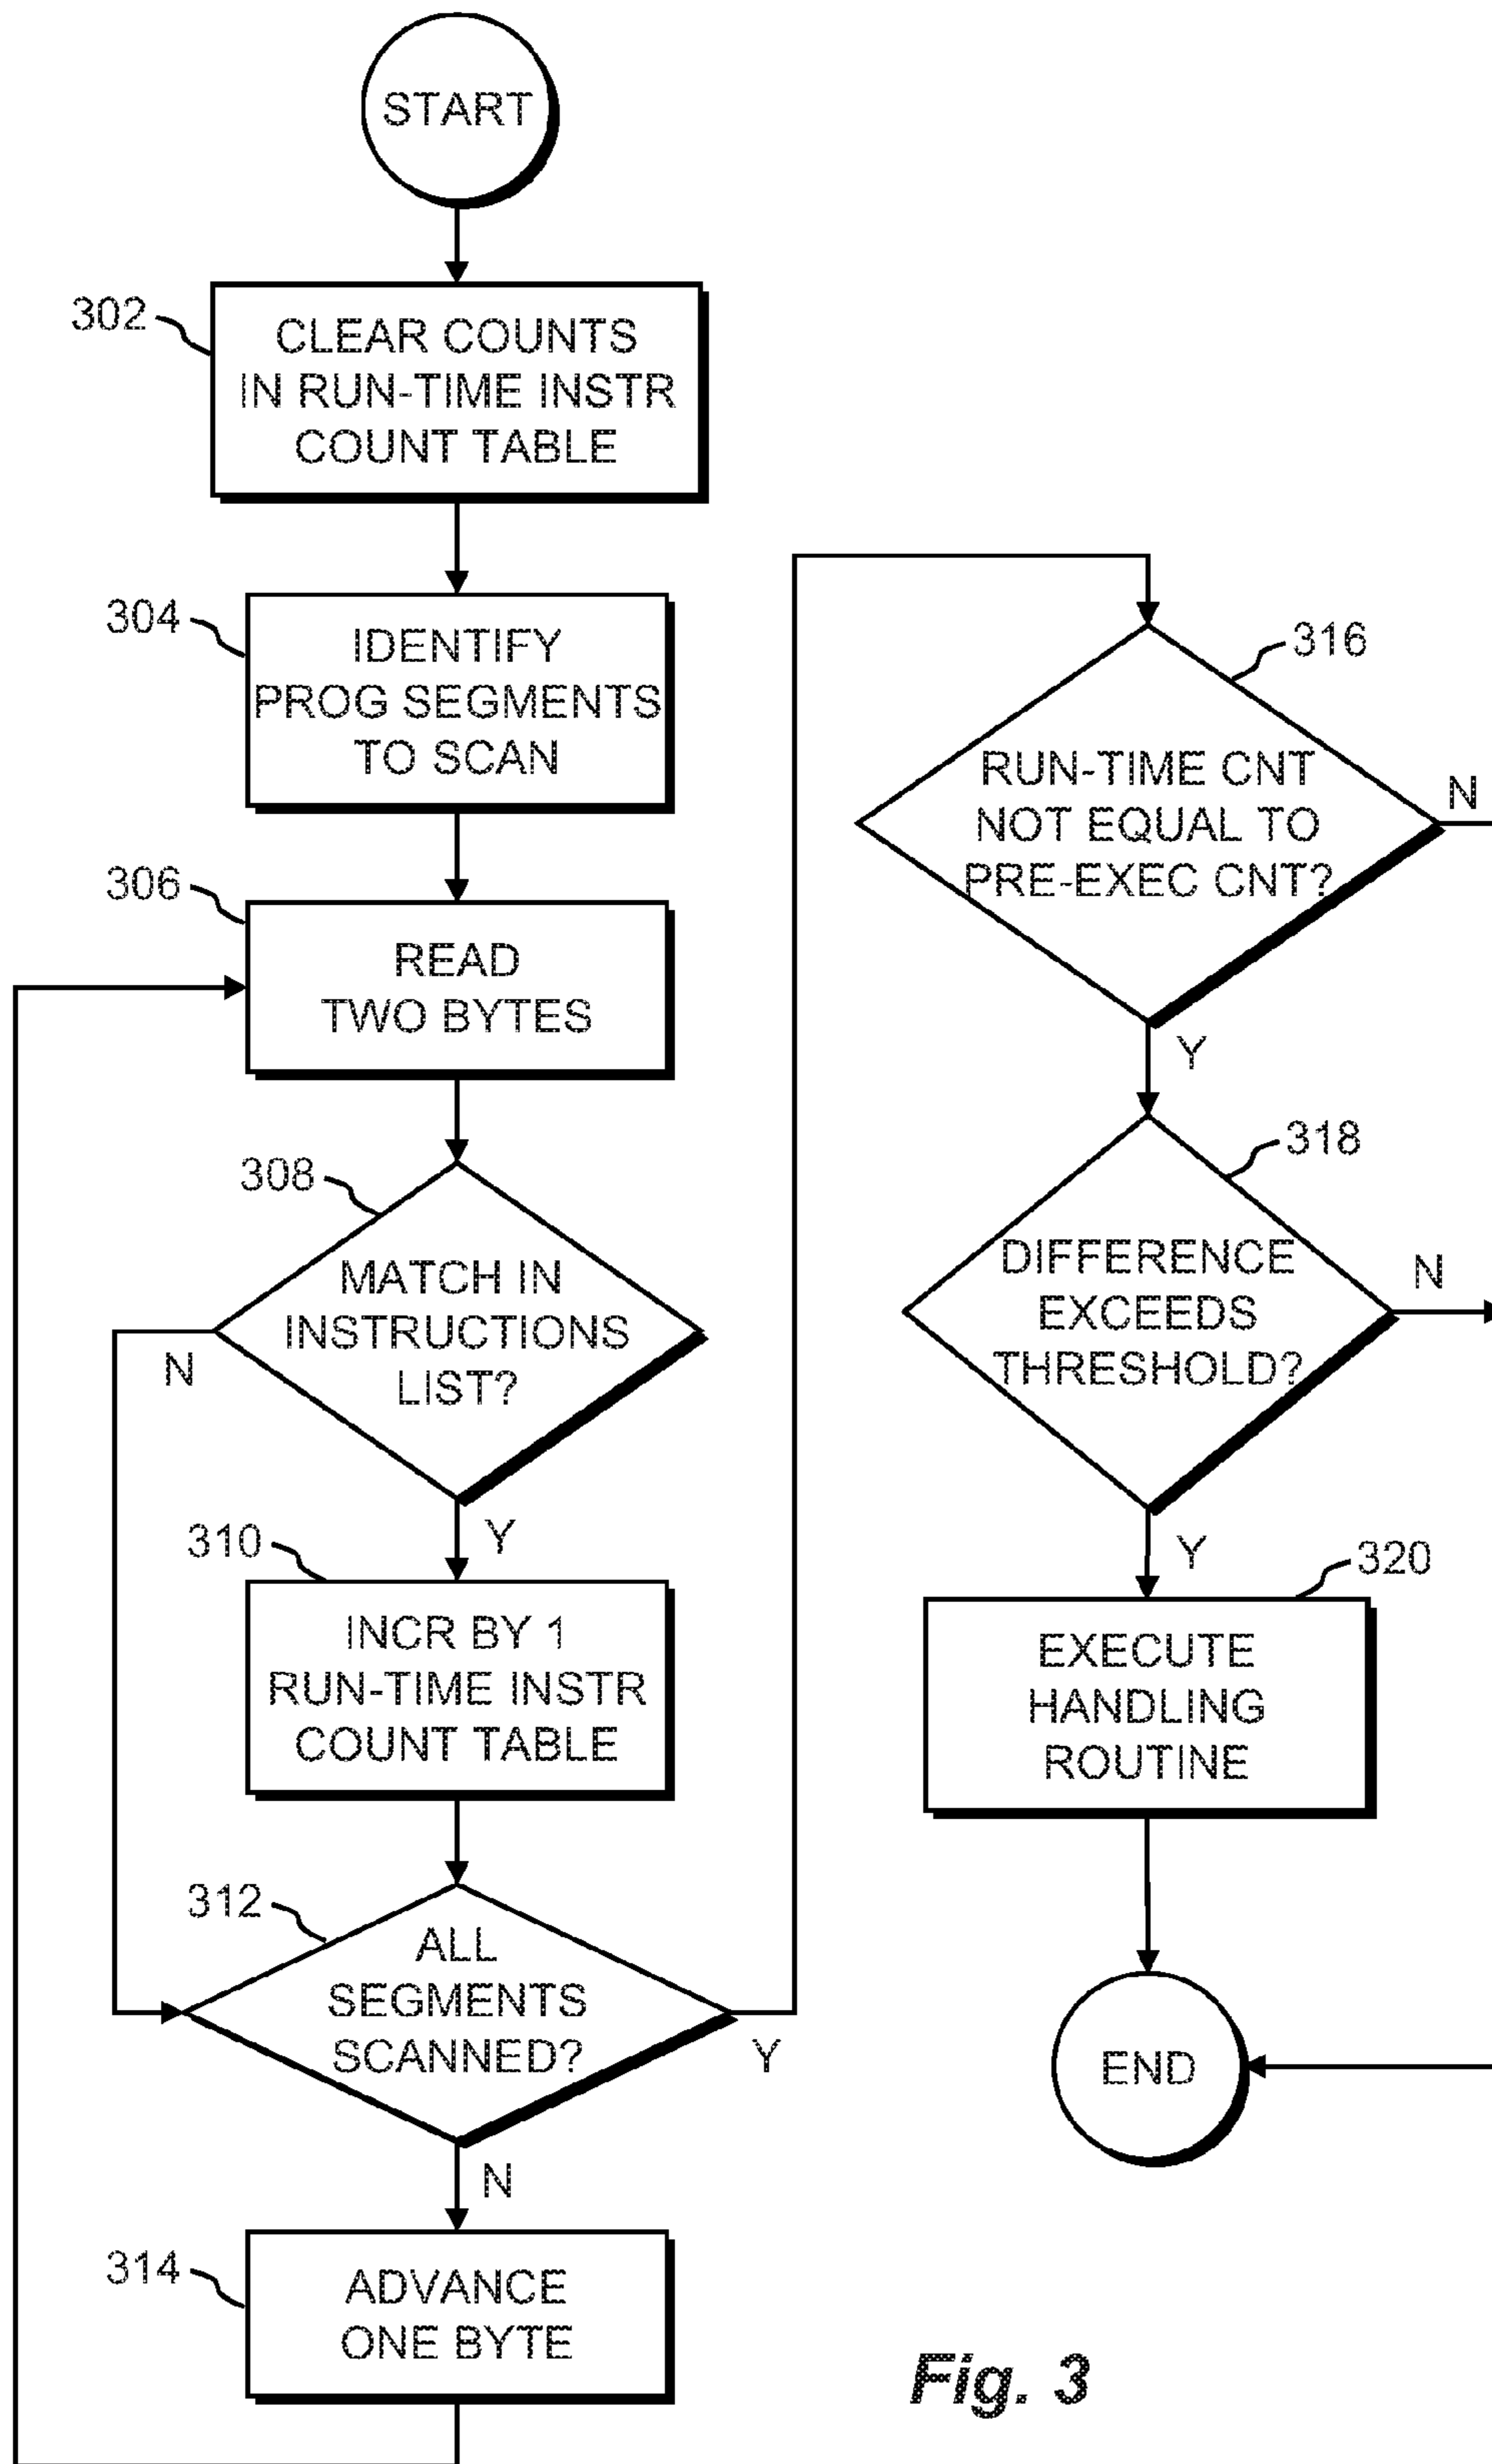 START
302
CLEAR COUNTS
IN RUN-TIME INSTR
COUNT TABLE
304
IDENTIFY
PROG SEGMENTS
TO SCAN
306
READ
TWO BYTES
308
MATCH IN
INSTRUCTIONS
LIST?
N
Y
310
INCR BY 1
RUN-TIME INSTR
COUNT TABLE
312
ALL
SEGMENTS
SCANNED?
Y
N
314
ADVANCE
ONE BYTE
316
RUN-TIME CNT
NOT EQUAL TO
PRE-EXEC CNT?
N
Y
318
DIFFERENCE
EXCEEDS
THRESHOLD?
N
Y
320
EXECUTE
HANDLING
ROUTINE
END
Fig. 3